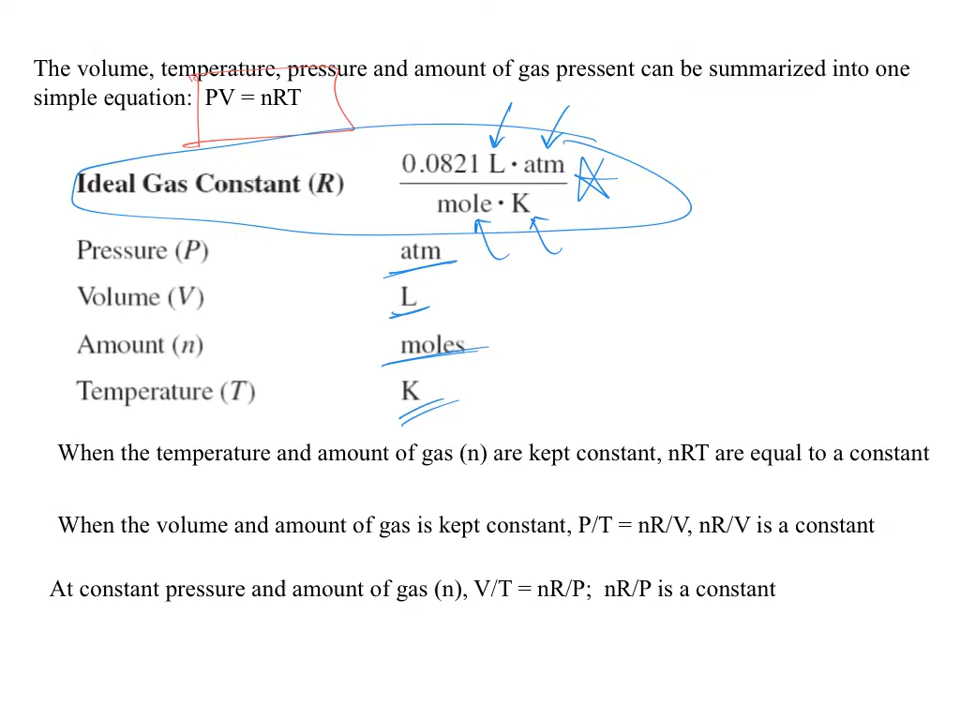 The volume, temperature, pressure and amount of gas pressent can be summarized into one
simple equation: PV = nRT
Ideal Gas Constant (R) 0.0821 L · atm / mole · K
Pressure (P) atm
Volume (V) L
Amount (n) moles
Temperature (T) K
When the temperature and amount of gas (n) are kept constant, nRT are equal to a constant
When the volume and amount of gas is kept constant, P/T = nR/V, nR/V is a constant
At constant pressure and amount of gas (n), V/T = nR/P; nR/P is a constant